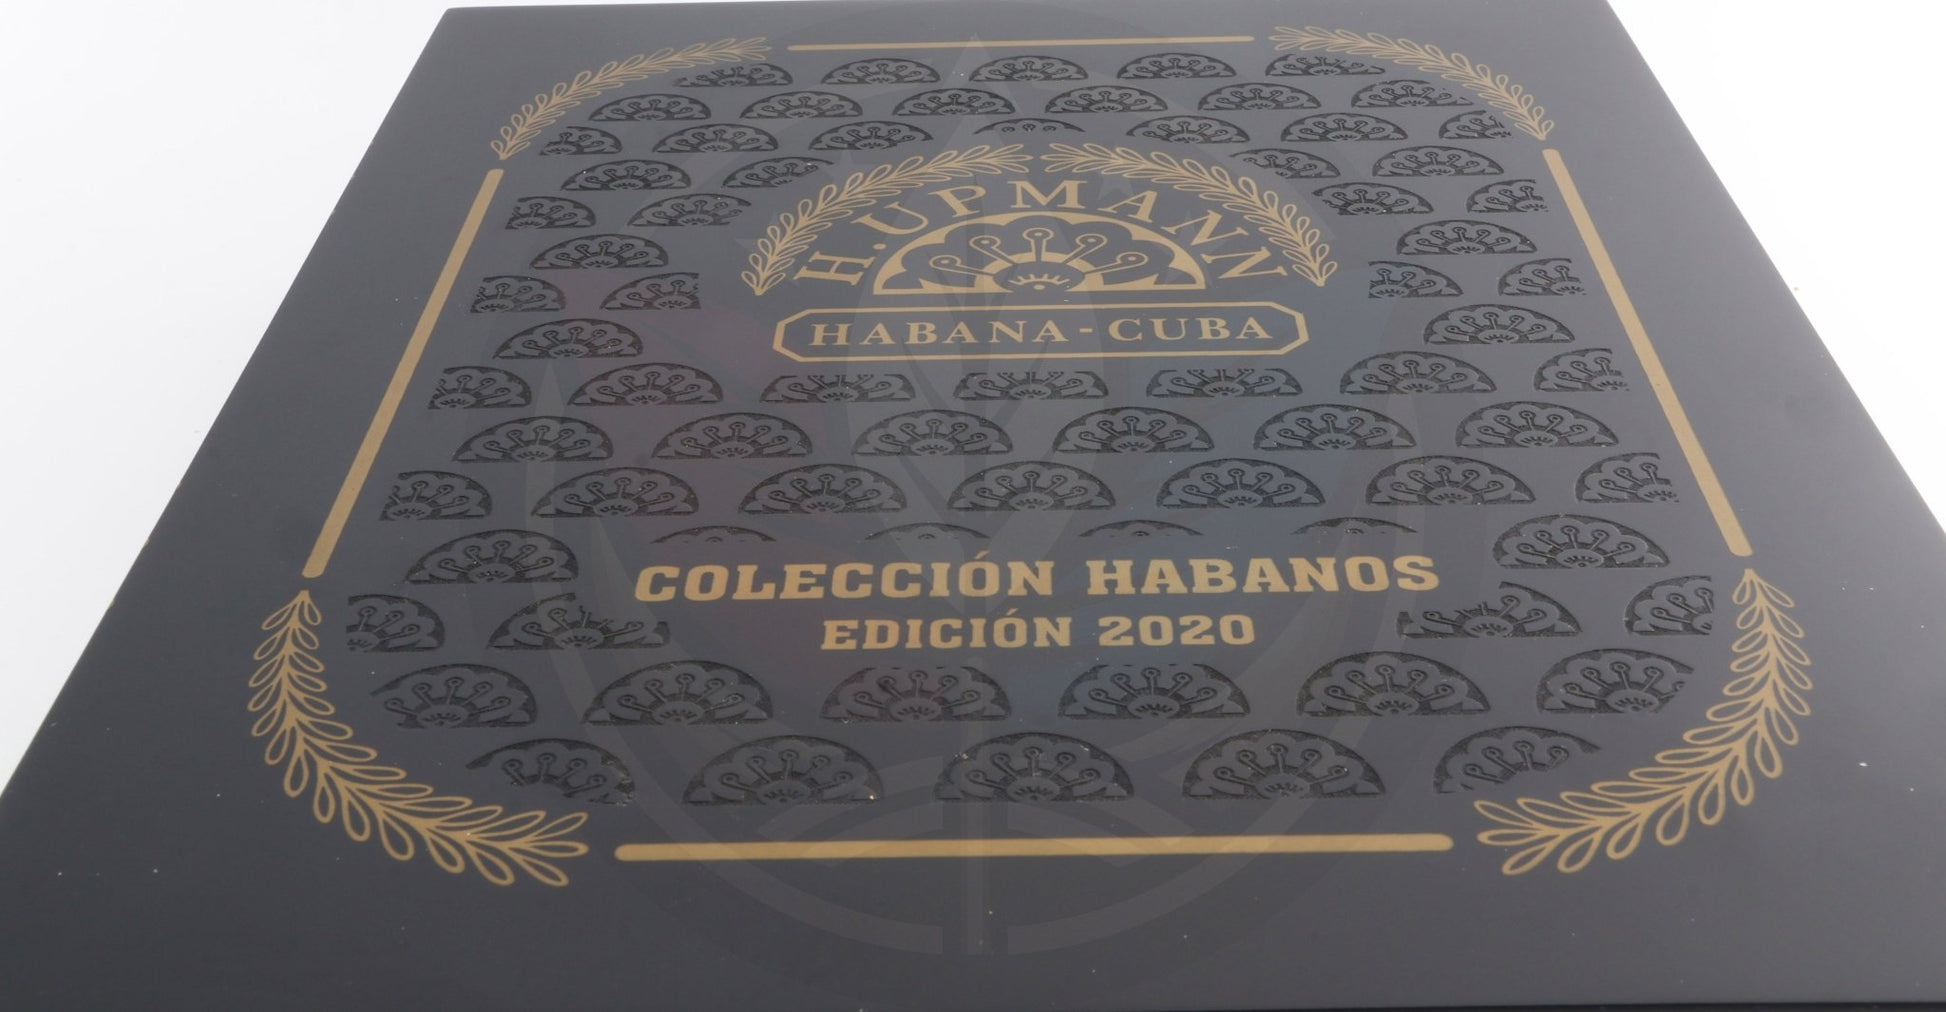 H.UPMANN
HABANA-CUBA
COLECCIÓN HABANOS
EDICIÓN 2020